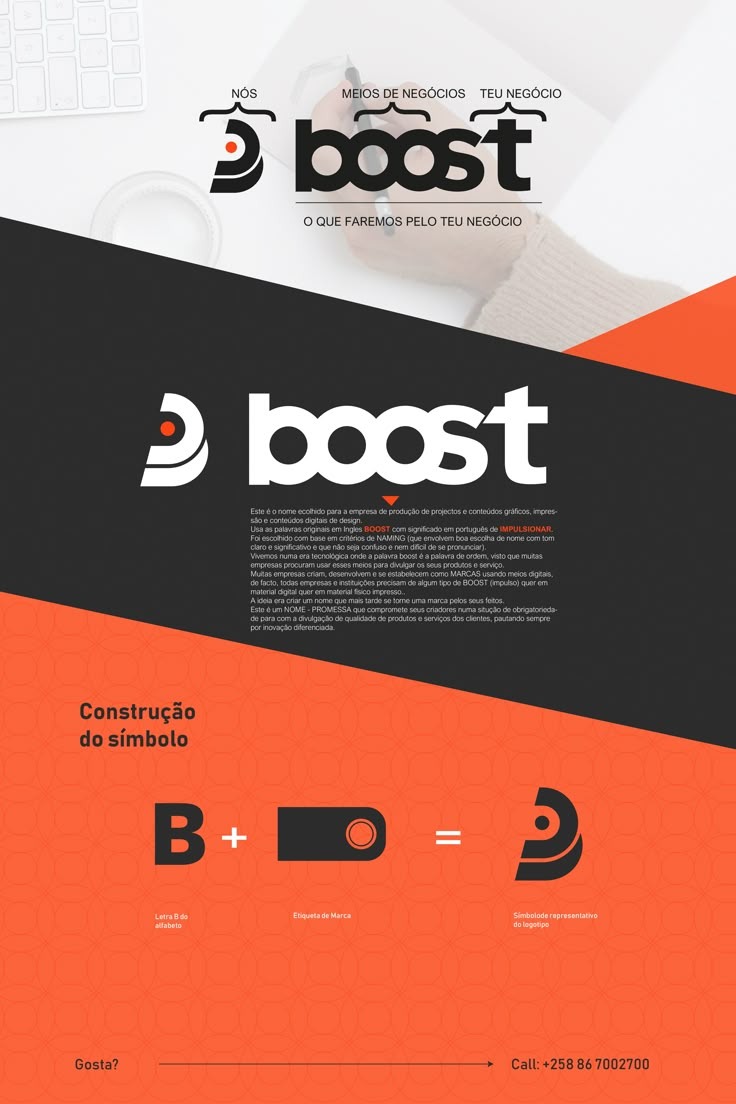 NÓS MEIOS DE NEGÓCIOS TEU NEGÓCIO
boost
O QUE FAREMOS PELO TEU NEGÓCIO
boost
Este é o nome ecolhido para a empresa de produção de projectos e conteúdos gráficos, impres-
são e conteúdos digitais de design.
Usa as palavras originais em Ingles BOOST com significado em português de IMPULSIONAR.
Foi escolhido com base em critérios de NAMING (que envolvem boa escolha de nome com tom
claro e significativo e que não seja confuso e nem difícil de se pronunciar).
Vivemos numa era tecnológica onde a palavra boost é a palavra de ordem, visto que muitas
empresas procuram usar esses meios para divulgar os seus produtos e serviço.
Muitas empresas criam, desenvolvem e se estabelecem como MARCAS usando meios digitais,
de facto, todas empresas e instituições precisam de algum tipo de BOOST (impulso) quer em
material digital quer em material físico impresso..
A ideia era criar um nome que mais tarde se torne uma marca pelos seus feitos.
Este é um NOME - PROMESSA que compromete seus criadores numa situção de obrigatorieda-
de para com a divulgação de qualidade de produtos e serviços dos clientes, pautando sempre
por inovação diferenciada.
Construção
do símbolo
B + =
Letra B do
alfabeto
Etiqueta de Marca
Símbolode representativo
do logotipo
Gosta? Call: +258 86 7002700